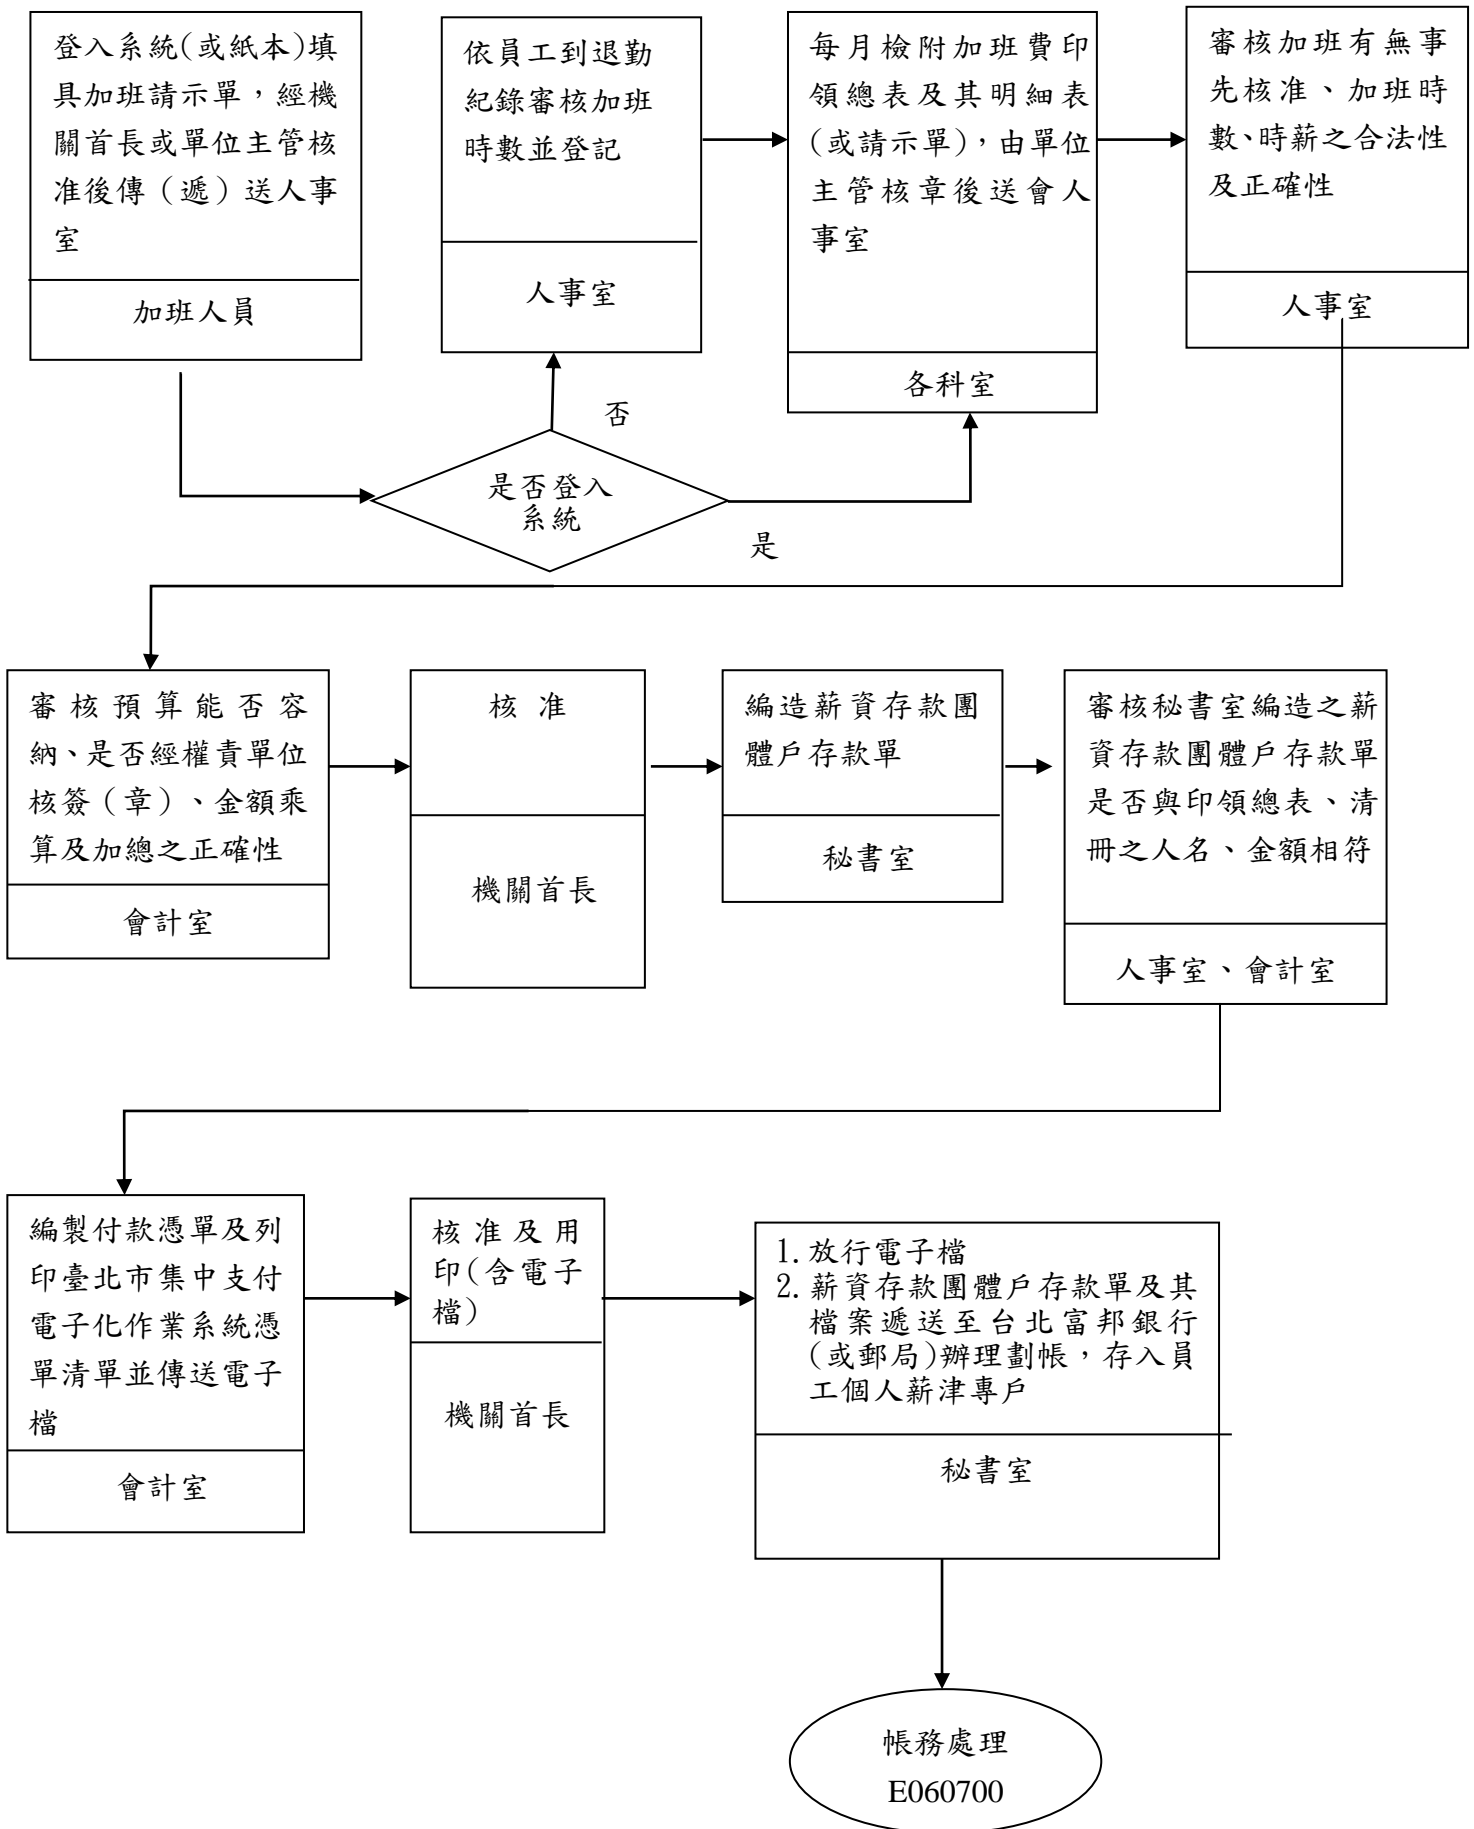 登入系統(或紙本)填
具加班請示單，經機
關首長或單位主管核
准後傳（遞）送人事
室
加班人員
依員工到退勤
紀錄審核加班
時數並登記
人事室
每月檢附加班費印
領總表及其明細表
(或請示單)，由單位
主管核章後送會人
事室
各科室
審核加班有無事
先核准、加班時
數、時薪之合法性
及正確性
人事室
否
是否登入
系統
是
審核預算能否容
納、是否經權責單位
核簽（章）、金額乘
算及加總之正確性
會計室
核 准
機關首長
編造薪資存款團
體戶存款單
秘書室
審核秘書室編造之薪
資存款團體戶存款單
是否與印領總表、清
冊之人名、金額相符
人事室、會計室
編製付款憑單及列
印臺北市集中支付
電子化作業系統憑
單清單並傳送電子
檔
會計室
核准及用
印(含電子
檔)
機關首長
1. 放行電子檔
2. 薪資存款團體戶存款單及其
檔案遞送至台北富邦銀行
(或郵局)辦理劃帳，存入員
工個人薪津專戶
秘書室
帳務處理
E060700